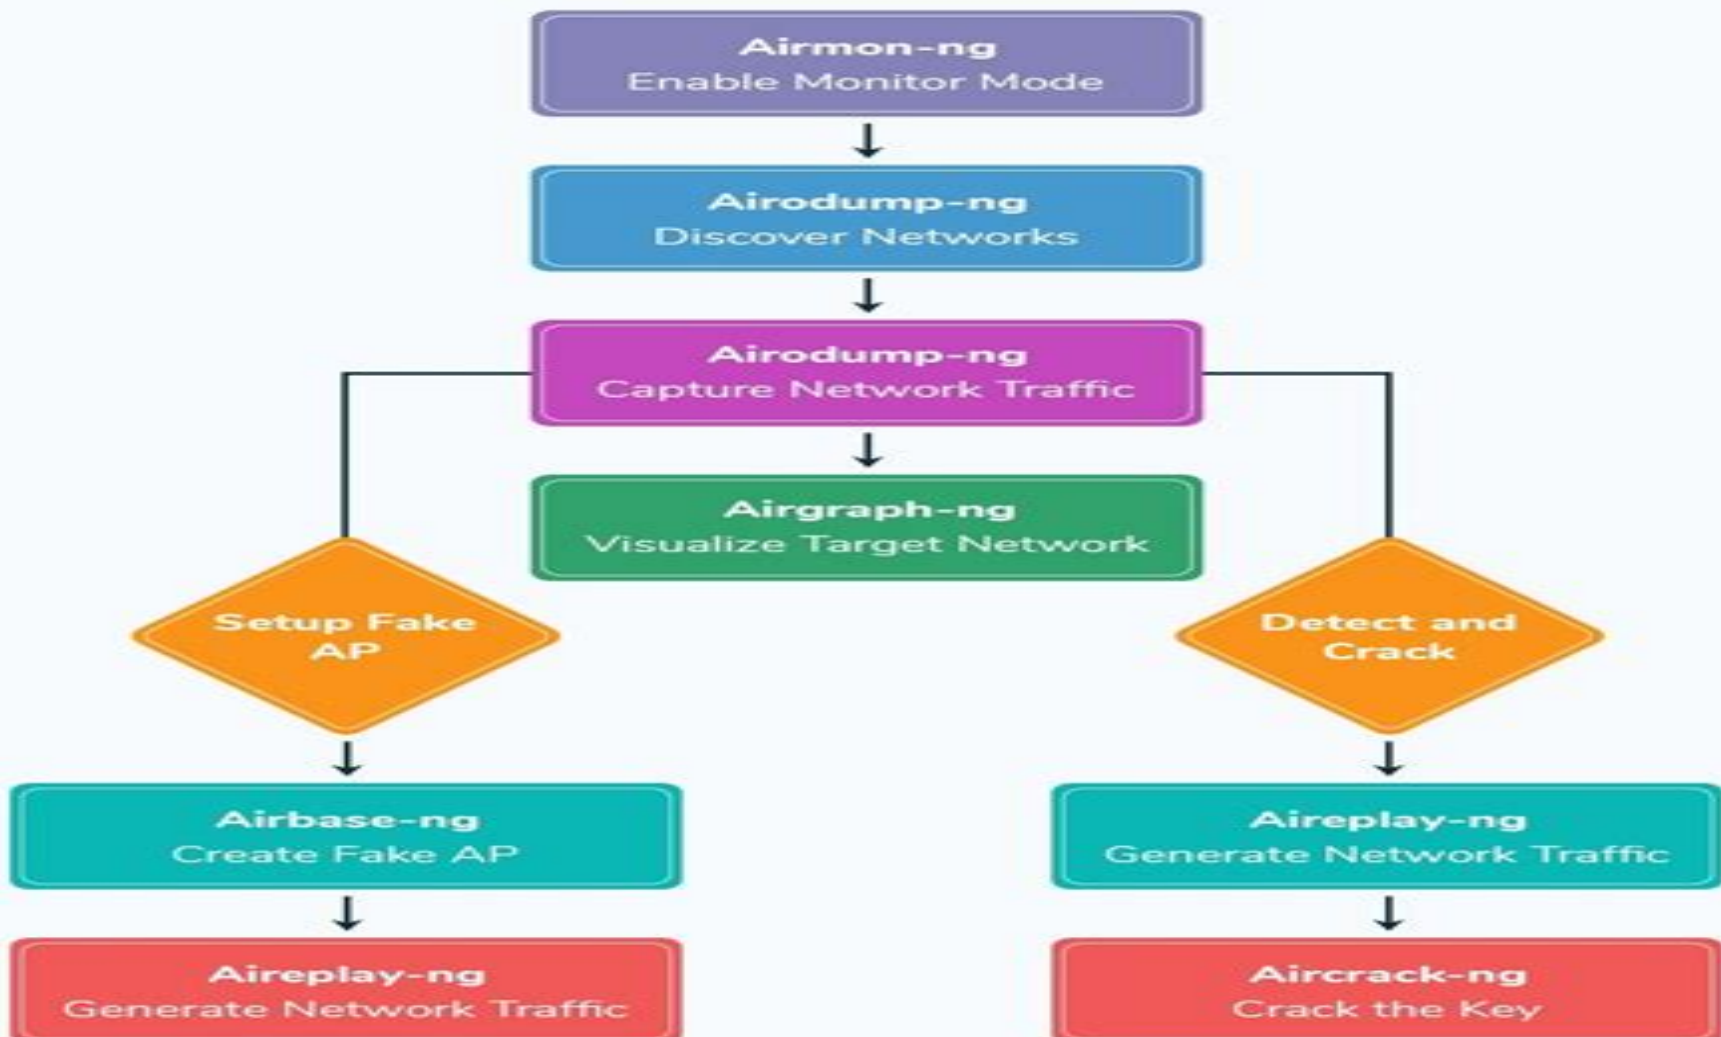 Airmon-ng
Enable Monitor Mode
Airodump-ng
Discover Networks
Airodump-ng
Capture Network Traffic
Airgraph-ng
Visualize Target Network
Setup Fake
AP
Detect and
Crack
Airbase-ng
Create Fake AP
Aireplay-ng
Generate Network Traffic
Aireplay-ng
Generate Network Traffic
Aircrack-ng
Crack the Key